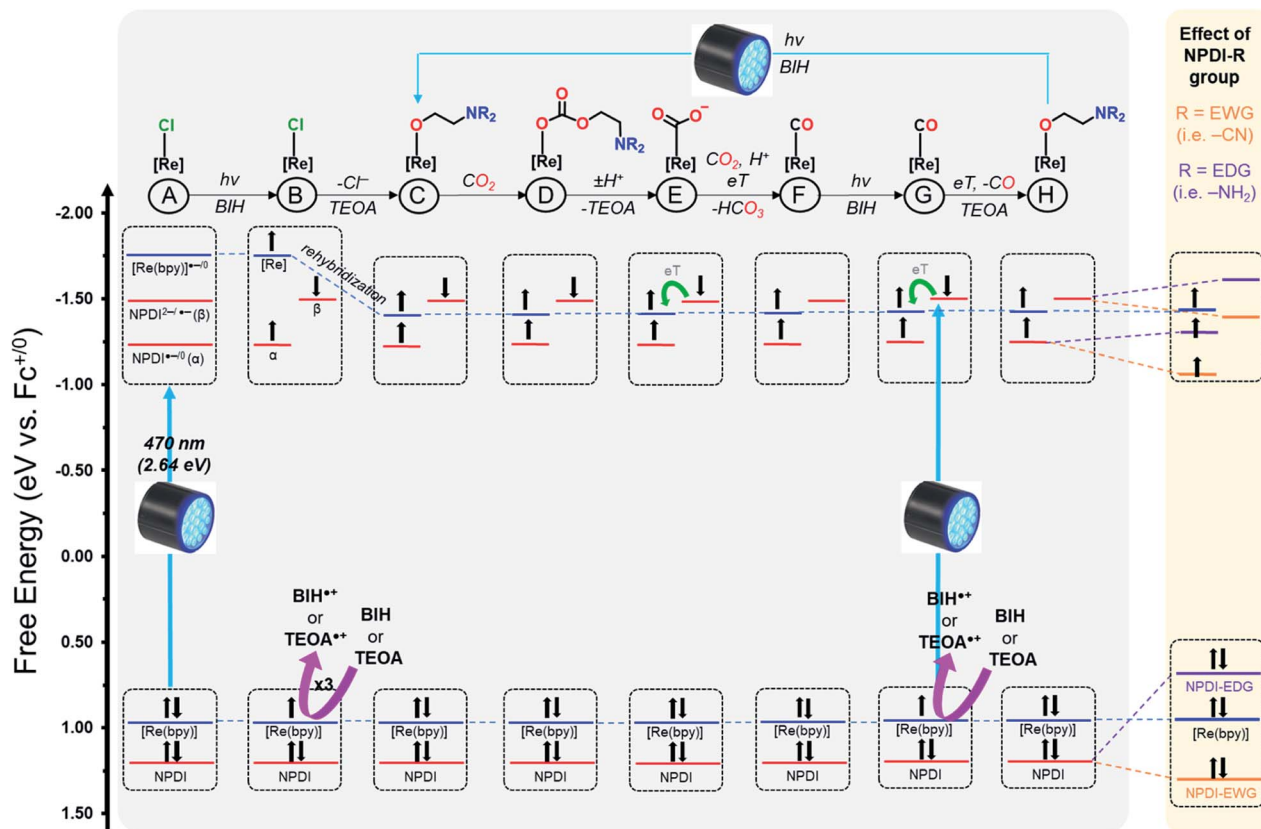 hν
BIH
Cl
[Re]
A
hν
BIH
Cl
[Re]
B
-Cl⁻
TEOA
O
NR2
[Re]
C
CO2
O
O
O
NR2
[Re]
D
±H⁺
-TEOA
O
O⁻
[Re]
E
CO2, H⁺
eT
-HCO3
CO
[Re]
F
hν
BIH
CO
[Re]
G
eT, -CO
TEOA
O
NR2
[Re]
H
Effect of
NPDI-R
group
R = EWG
(i.e. –CN)
R = EDG
(i.e. –NH2)
Free Energy (eV vs. Fc+/0)
-2.00
-1.50
-1.00
-0.50
0.00
0.50
1.00
1.50
[Re(bpy)]•−/0
NPDI2−/•− (β)
NPDI•−/0 (α)
[Re]
β
α
rehybridization
eT
eT
470 nm
(2.64 eV)
BIH•+
or
TEOA•+
BIH
or
TEOA
x3
BIH•+
or
TEOA•+
BIH
or
TEOA
[Re(bpy)]
NPDI
[Re(bpy)]
NPDI
[Re(bpy)]
NPDI
[Re(bpy)]
NPDI
[Re(bpy)]
NPDI
[Re(bpy)]
NPDI
[Re(bpy)]
NPDI
[Re(bpy)]
NPDI
NPDI-EDG
[Re(bpy)]
NPDI-EWG